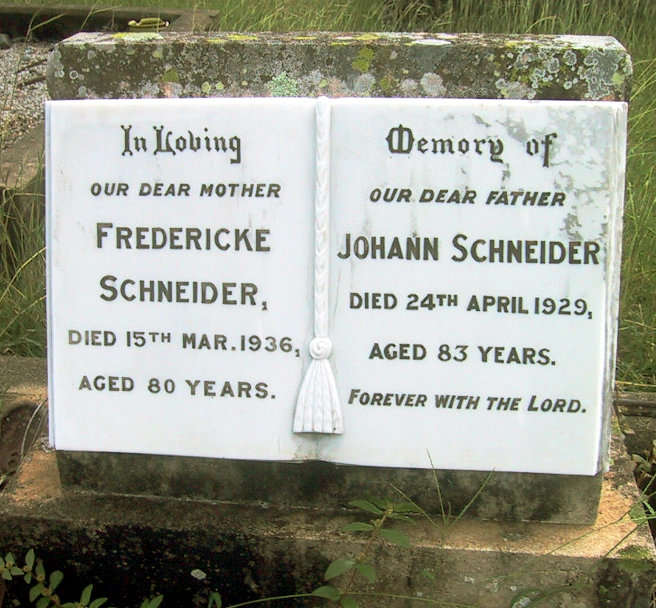 In Loving
OUR DEAR MOTHER
FREDERICKE
SCHNEIDER,
DIED 15TH MAR. 1936,
AGED 80 YEARS.
Memory of
OUR DEAR FATHER
JOHANN SCHNEIDER
DIED 24TH APRIL 1929,
AGED 83 YEARS.
FOREVER WITH THE LORD.